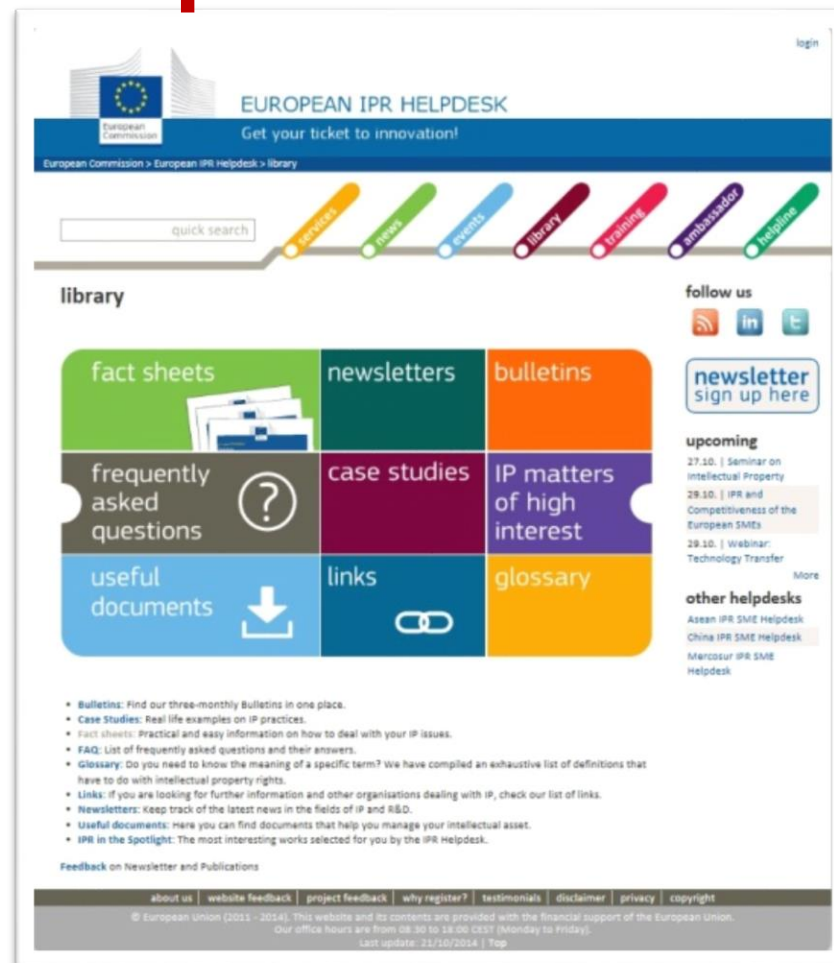 login
European
Commission
EUROPEAN IPR HELPDESK
Get your ticket to innovation!
European Commission > European IPR Helpdesk > library
quick search
services
news
events
library
training
ambassador
helpline
library
follow us
in
t
fact sheets
newsletters
bulletins
newsletter
sign up here
frequently
asked
questions
?
case studies
IP matters
of high
interest
upcoming
27.10. | Seminar on
Intellectual Property
29.10. | IPR and
Competitiveness of the
European SMEs
29.10. | Webinar:
Technology Transfer
More
useful
documents
links
glossary
other helpdesks
Asean IPR SME Helpdesk
China IPR SME Helpdesk
Mercosur IPR SME
Helpdesk
• Bulletins: Find our three-monthly Bulletins in one place.
• Case Studies: Real life examples on IP practices.
• Fact sheets: Practical and easy information on how to deal with your IP issues.
• FAQ: List of frequently asked questions and their answers.
• Glossary: Do you need to know the meaning of a specific term? We have compiled an exhaustive list of definitions that
have to do with intellectual property rights.
• Links: If you are looking for further information and other organisations dealing with IP, check our list of links.
• Newsletters: Keep track of the latest news in the fields of IP and R&D.
• Useful documents: Here you can find documents that help you manage your intellectual asset.
• IPR in the Spotlight: The most interesting works selected for you by the IPR Helpdesk.
Feedback on Newsletter and Publications
about us | website feedback | project feedback | why register? | testimonials | disclaimer | privacy | copyright
© European Union (2011 - 2014). This website and its contents are provided with the financial support of the European Union.
Our office hours are from 08:30 to 18:00 CEST (Monday to Friday).
Last update: 21/10/2014 | Top